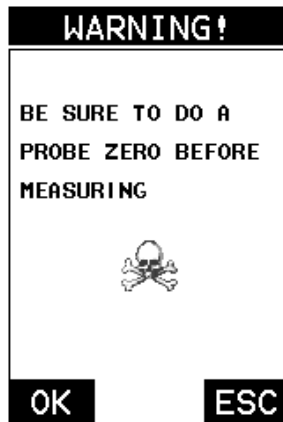 WARNING!
BE SURE TO DO A
PROBE ZERO BEFORE
MEASURING
OK ESC